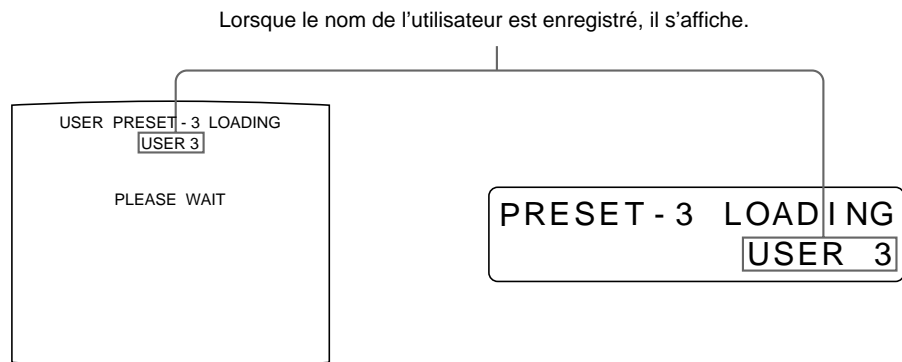 Lorsque le nom de l’utilisateur est enregistré, il s’affiche.
USER PRESET - 3 LOADING
USER 3
PLEASE WAIT
PRESET - 3 LOADING
USER 3